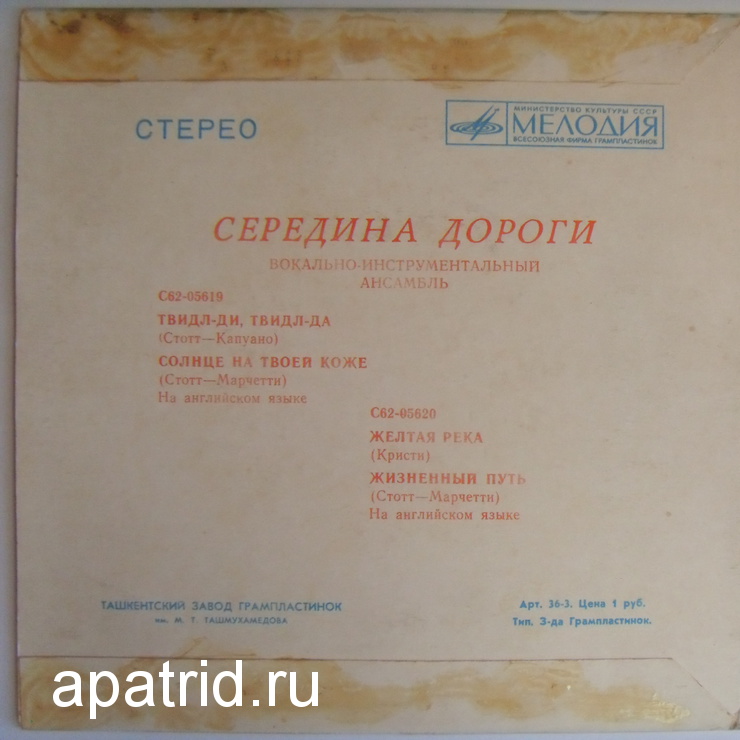 СТЕРЕО
МИНИСТЕРСТВО КУЛЬТУРЫ СССР
МЕЛОДИЯ
ВСЕСОЮЗНАЯ ФИРМА ГРАМПЛАСТИНОК
СЕРЕДИНА ДОРОГИ
ВОКАЛЬНО-ИНСТРУМЕНТАЛЬНЫЙ
АНСАМБЛЬ
С62-05619
ТВИДЛ-ДИ, ТВИДЛ-ДА
(Стотт—Капуано)
СОЛНЦЕ НА ТВОЕЙ КОЖЕ
(Стотт—Марчетти)
На английском языке
С62-05620
ЖЕЛТАЯ РЕКА
(Кристи)
ЖИЗНЕННЫЙ ПУТЬ
(Стотт—Марчетти)
На английском языке
ТАШКЕНТСКИЙ ЗАВОД ГРАМПЛАСТИНОК
им. М. Т. ТАШМУХАМЕДОВА
Арт. 36-3. Цена 1 руб.
Тип. З-да Грампластинок.
apatrid.ru